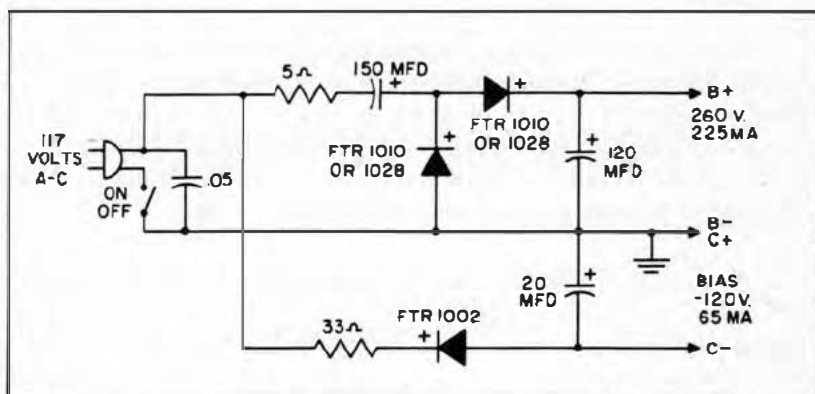 5Ω
150 MFD
+
+
FTR 1010
OR 1028
+
FTR 1010
OR 1028
+
120
MFD
B+
260 V.
225 MA
117
VOLTS
A-C
ON
OFF
.05
B-
C+
+
20
MFD
BIAS
-120 V.
65 MA
33Ω
FTR 1002
+
C-